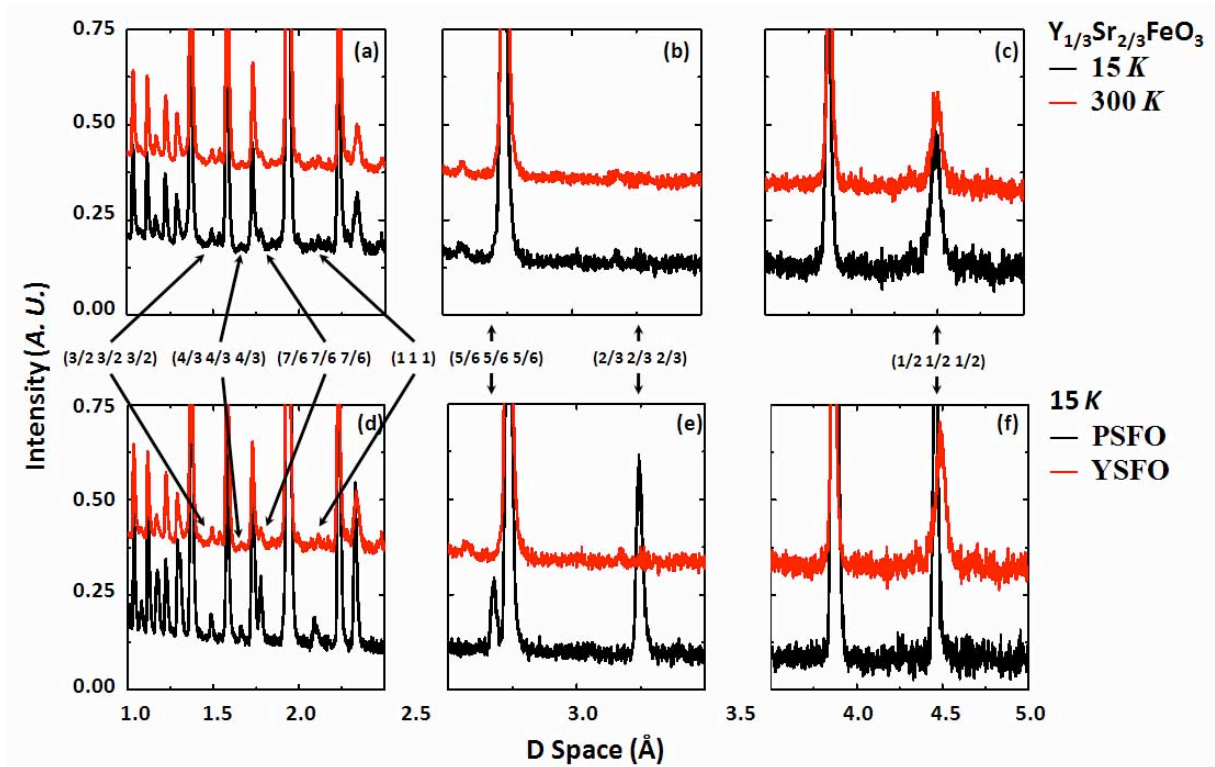 Y1/3Sr2/3FeO3
15 K
300 K
(a)
(b)
(c)
0.75
0.50
0.25
0.00
(3/2 3/2 3/2)
(4/3 4/3 4/3)
(7/6 7/6 7/6)
(1 1 1)
(5/6 5/6 5/6)
(2/3 2/3 2/3)
(1/2 1/2 1/2)
Intensity (A. U.)
15 K
PSFO
YSFO
(d)
(e)
(f)
0.75
0.50
0.25
0.00
1.0 1.5 2.0 2.5 3.0 3.5 4.0 4.5 5.0
D Space (Å)